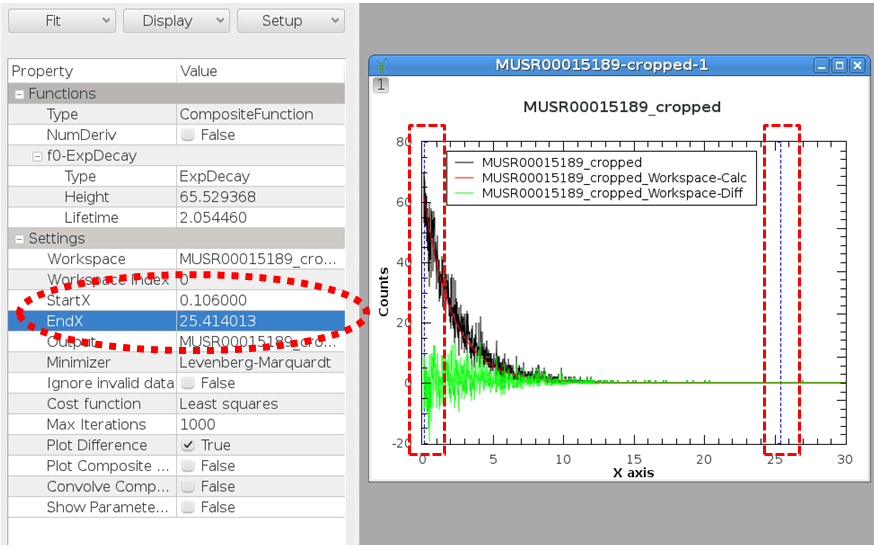 Fit Display Setup
Property Value
Functions
Type CompositeFunction
NumDeriv False
f0-ExpDecay
Type ExpDecay
Height 65.529368
Lifetime 2.054460
Settings
Workspace MUSR00015189_cro...
Workspace Index 0
StartX 0.106000
EndX 25.414013
Output MUSR00015189_cro...
Minimizer Levenberg-Marquardt
Ignore invalid data False
Cost function Least squares
Max Iterations 1000
Plot Difference True
Plot Composite ... False
Convolve Comp... False
Show Paramete... False
MUSR00015189-cropped-1
1
MUSR00015189_cropped
MUSR00015189_cropped
MUSR00015189_cropped_Workspace-Calc
MUSR00015189_cropped_Workspace-Diff
Counts
80
60
40
20
0
-20
0 5 10 15 20 25 30
X axis